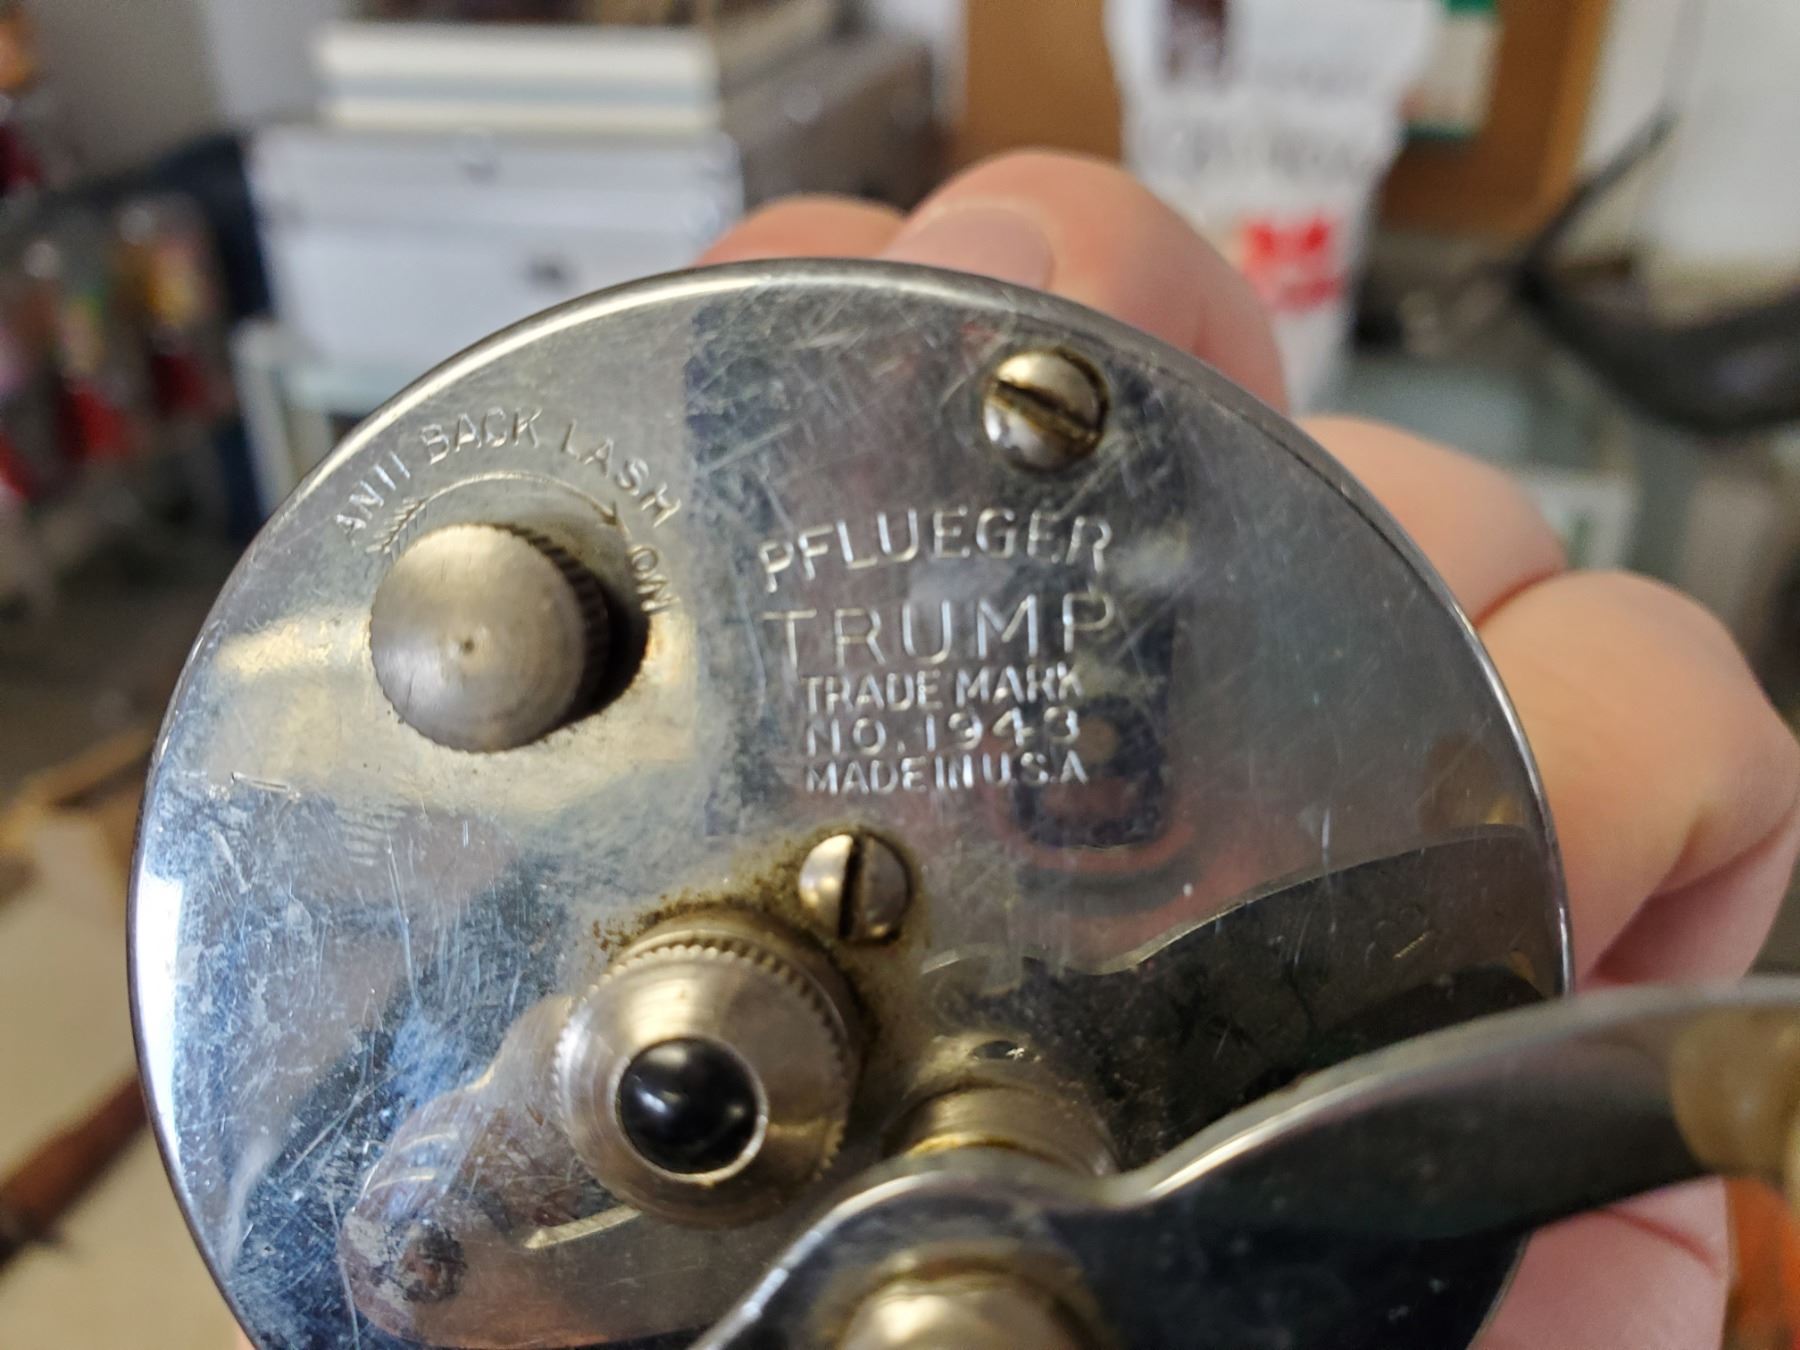 ANTI BACK LASH
ON
PFLUEGER
TRUMP
TRADE MARK
NO. 1943
MADE IN U.S.A